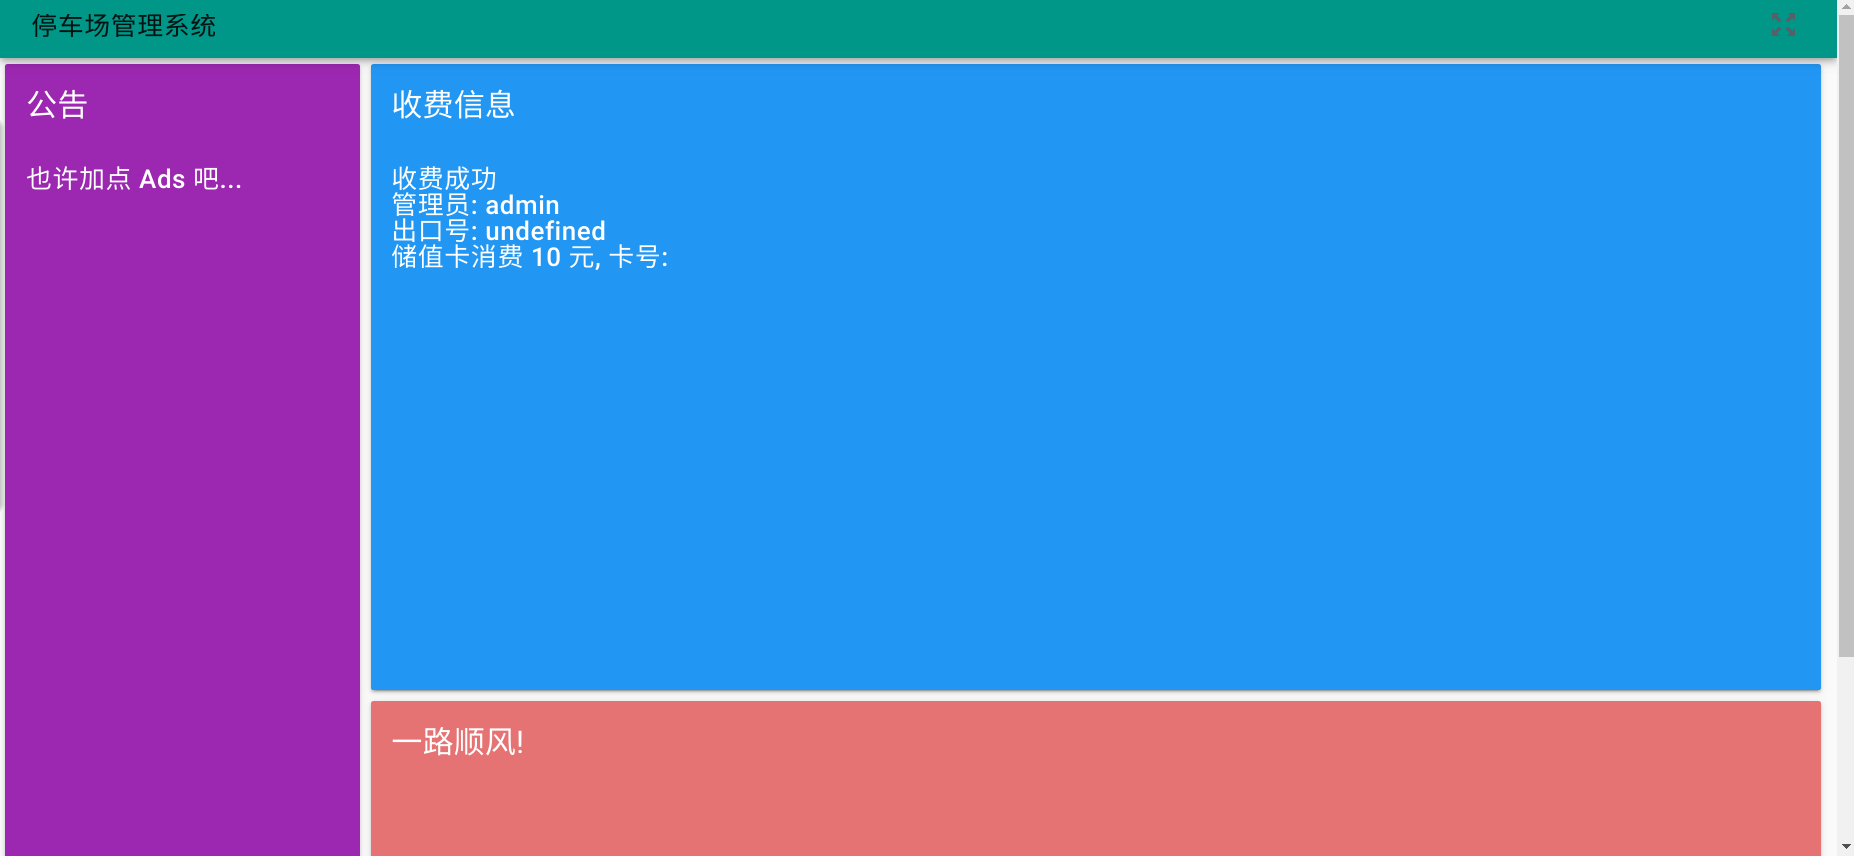 停车场管理系统
公告
也许加点 Ads 吧...
收费信息
收费成功
管理员: admin
出口号: undefined
储值卡消费 10 元, 卡号:
一路顺风!